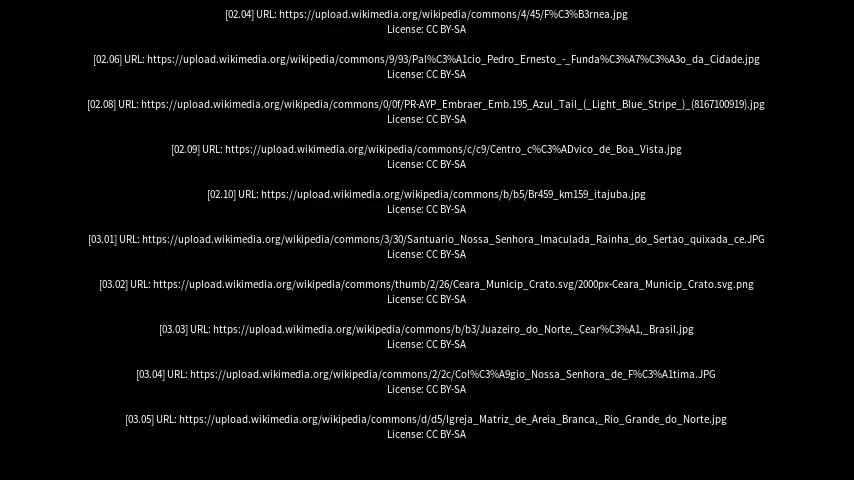 [02.04] URL: https://upload.wikimedia.org/wikipedia/commons/4/45/F%C3%B3rnea.jpg
License: CC BY-SA
[02.06] URL: https://upload.wikimedia.org/wikipedia/commons/9/93/Pal%C3%A1cio_Pedro_Ernesto_-_Funda%C3%A7%C3%A3o_da_Cidade.jpg
License: CC BY-SA
[02.08] URL: https://upload.wikimedia.org/wikipedia/commons/0/0f/PR-AYP_Embraer_Emb.195_Azul_Tail_(_Light_Blue_Stripe_)_(8167100919).jpg
License: CC BY-SA
[02.09] URL: https://upload.wikimedia.org/wikipedia/commons/c/c9/Centro_c%C3%ADvico_de_Boa_Vista.jpg
License: CC BY-SA
[02.10] URL: https://upload.wikimedia.org/wikipedia/commons/b/b5/Br459_km159_itajuba.jpg
License: CC BY-SA
[03.01] URL: https://upload.wikimedia.org/wikipedia/commons/3/30/Santuario_Nossa_Senhora_Imaculada_Rainha_do_Sertao_quixada_ce.JPG
License: CC BY-SA
[03.02] URL: https://upload.wikimedia.org/wikipedia/commons/thumb/2/26/Ceara_Municip_Crato.svg/2000px-Ceara_Municip_Crato.svg.png
License: CC BY-SA
[03.03] URL: https://upload.wikimedia.org/wikipedia/commons/b/b3/Juazeiro_do_Norte,_Cear%C3%A1,_Brasil.jpg
License: CC BY-SA
[03.04] URL: https://upload.wikimedia.org/wikipedia/commons/2/2c/Col%C3%A9gio_Nossa_Senhora_de_F%C3%A1tima.JPG
License: CC BY-SA
[03.05] URL: https://upload.wikimedia.org/wikipedia/commons/d/d5/Igreja_Matriz_de_Areia_Branca,_Rio_Grande_do_Norte.jpg
License: CC BY-SA